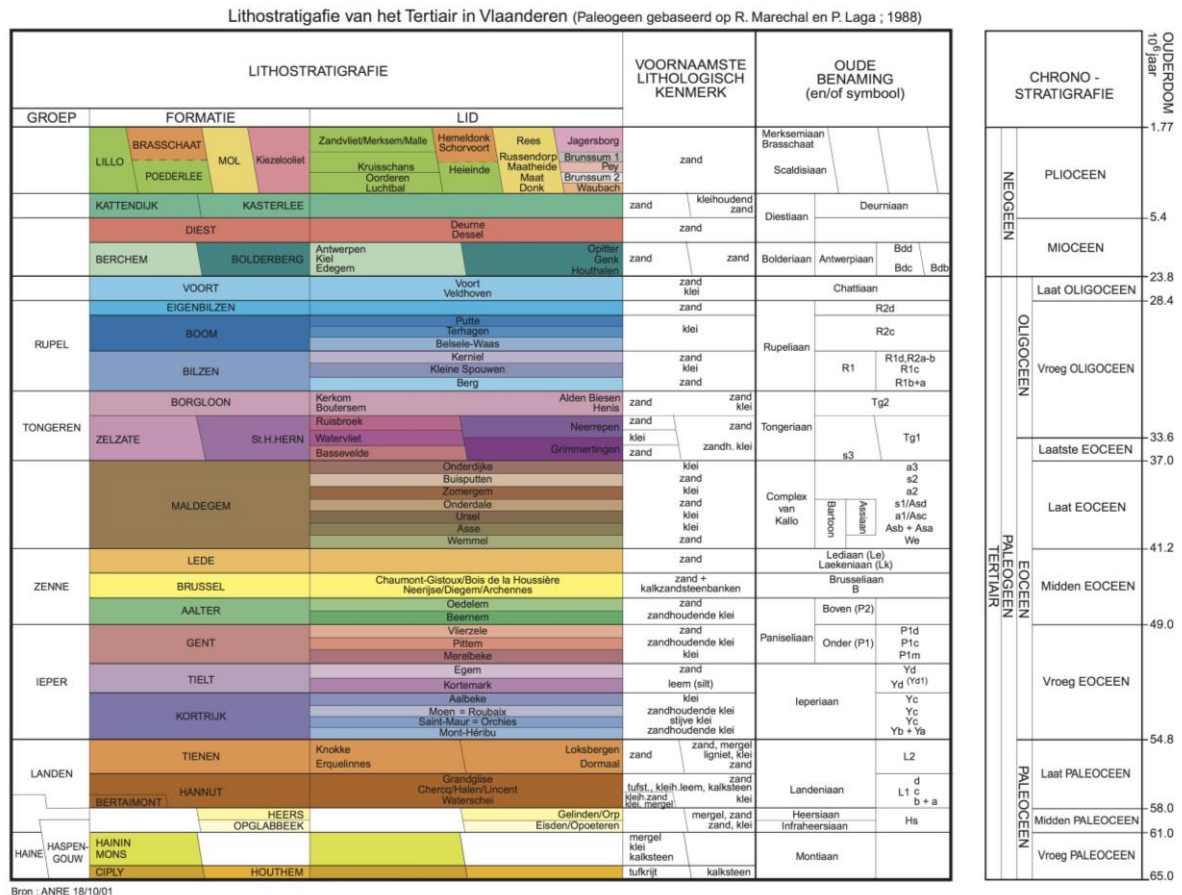 Lithostratigafie van het Tertiair in Vlaanderen (Paleogeen gebaseerd op R. Marechal en P. Laga ; 1988)
LITHOSTRATIGRAFIE
VOORNAAMSTE
LITHOLOGISCH
KENMERK
OUDE
BENAMING
(en/of symbool)
CHRONO -
STRATIGRAFIE
OUDERDOM
10⁶ jaar
GROEP
FORMATIE
LID
1.77
LILLO
BRASSCHAAT
POEDERLEE
MOL
Kiezelooliet
Zandvliet/Merksem/Malle
Kruisschans
Oorderen
Luchtbal
Hemeldonk
Schorvoort
Heieinde
Rees
Russendorp
Maatheide
Maat
Donk
Jagersborg
Brunssum 1
Pey
Brunssum 2
Waubach
zand
Merksemiaan
Brasschaat
Scaldisiaan
KATTENDIJK
KASTERLEE
zand
kleihoudend
zand
Diestiaan
Deurniaan
DIEST
Deurne
Dessel
zand
BERCHEM
BOLDERBERG
Antwerpen
Kiel
Edegem
Opitter
Genk
Houthalen
zand
zand
Bolderiaan
Antwerpiaan
Bdd
Bdc
Bdb
VOORT
Voort
Veldhoven
zand
klei
Chattiaan
RUPEL
EIGENBILZEN
zand
Rupeliaan
R2d
BOOM
Putte
Terhagen
Belsele-Waas
klei
R2c
BILZEN
Kerniel
Kleine Spouwen
Berg
zand
klei
zand
R1
R1d,R2a-b
R1c
R1b+a
TONGEREN
BORGLOON
Kerkom
Boutersem
Alden Biesen
Henis
zand
zand
klei
Tongeriaan
Tg2
ZELZATE
St.H.HERN
Ruisbroek
Watervliet
Bassevelde
Neerrepen
Grimmertingen
zand
klei
zand
zand
zandh. klei
Tg1
s3
MALDEGEM
Onderdijke
Buisputten
Zomergem
Onderdale
Ursel
Asse
Wemmel
klei
zand
klei
zand
klei
klei
zand
Complex
van
Kallo
Bartoon
Assiaan
a3
s2
a2
s1/Asd
a1/Asc
Asb + Asa
We
ZENNE
LEDE
zand
Lediaan (Le)
Laekeniaan (Lk)
BRUSSEL
Chaumont-Gistoux/Bois de la Houssière
Neerijse/Diegem/Archennes
zand +
kalkzandsteenbanken
Brusseliaan
B
AALTER
Oedelem
Beernem
zand
zandhoudende klei
Paniseliaan
Boven (P2)
IEPER
GENT
Vlierzele
Pittem
Merelbeke
zand
zandhoudende klei
klei
Onder (P1)
P1d
P1c
P1m
TIELT
Egem
Kortemark
zand
leem (silt)
Ieperiaan
Yd
Yd (Yd1)
KORTRIJK
Aalbeke
Moen = Roubaix
Saint-Maur = Orchies
Mont-Héribu
klei
zandhoudende klei
stijve klei
zandhoudende klei
Yc
Yc
Yc
Yb + Ya
LANDEN
TIENEN
Knokke
Erquelinnes
Loksbergen
Dormaal
zand
zand, mergel
ligniet, klei
zand
Landeniaan
L2
HANNUT
BERTAIMONT
Grandglise
Chercq/Halen/Lincent
Waterschei
zand
tufst., kleih.leem, kalksteen
kleih.zand
klei, mergel
klei
L1
d
c
b + a
HAINE
HASPEN-
GOUW
HEERS
OPGLABBEEK
Gelinden/Orp
Eisden/Opoeteren
mergel, zand
zand, klei
Heersiaan
Infraheersiaan
Hs
HAININ
MONS
mergel
klei
kalksteen
Montiaan
CIPLY
HOUTHEM
tufkrijt
kalksteen
TERTIAIR
NEOGEEN
PALEOGEEN
PLIOCEEN
5.4
MIOCEEN
23.8
OLIGOCEEN
Laat OLIGOCEEN
28.4
Vroeg OLIGOCEEN
33.6
EOCEEN
Laatste EOCEEN
37.0
Laat EOCEEN
41.2
Midden EOCEEN
49.0
Vroeg EOCEEN
54.8
PALEOCEEN
Laat PALEOCEEN
58.0
Midden PALEOCEEN
61.0
Vroeg PALEOCEEN
65.0
Bron : ANRE 18/10/01